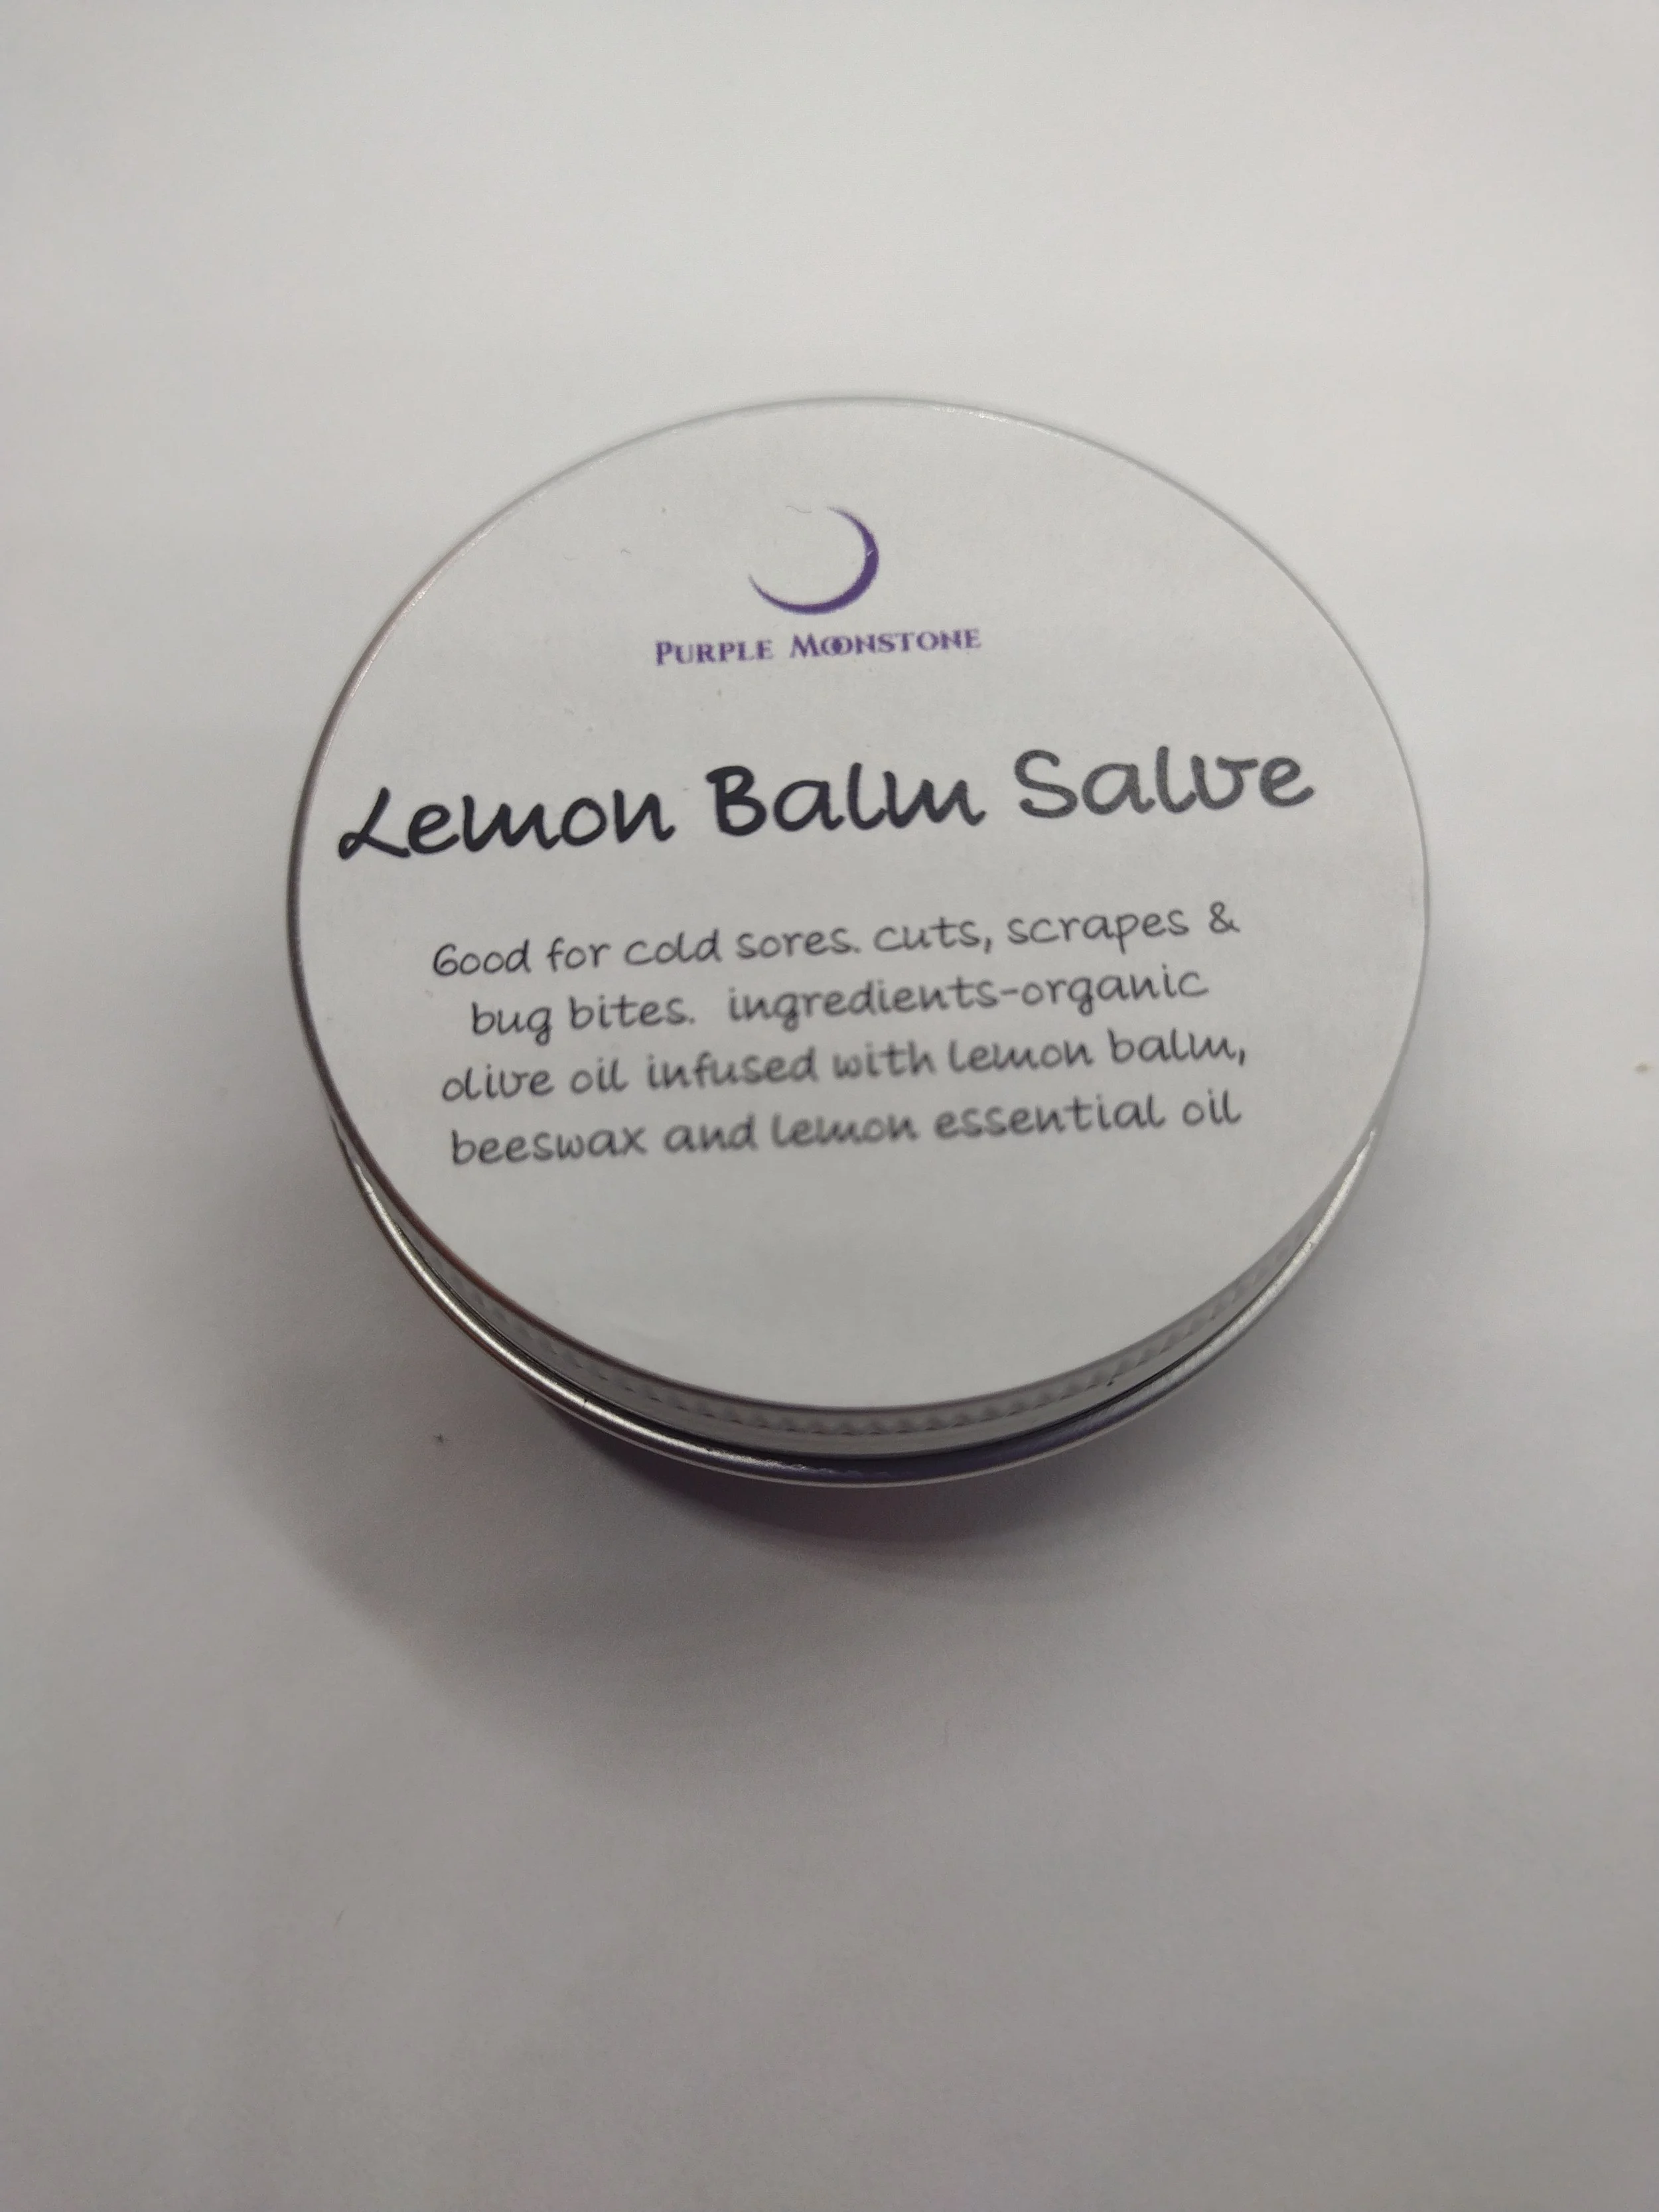 PURPLE MOONSTONE
Lemon Balm Salve
Good for cold sores. cuts, scrapes &
bug bites.  ingredients-organic
olive oil infused with lemon balm,
beeswax and lemon essential oil